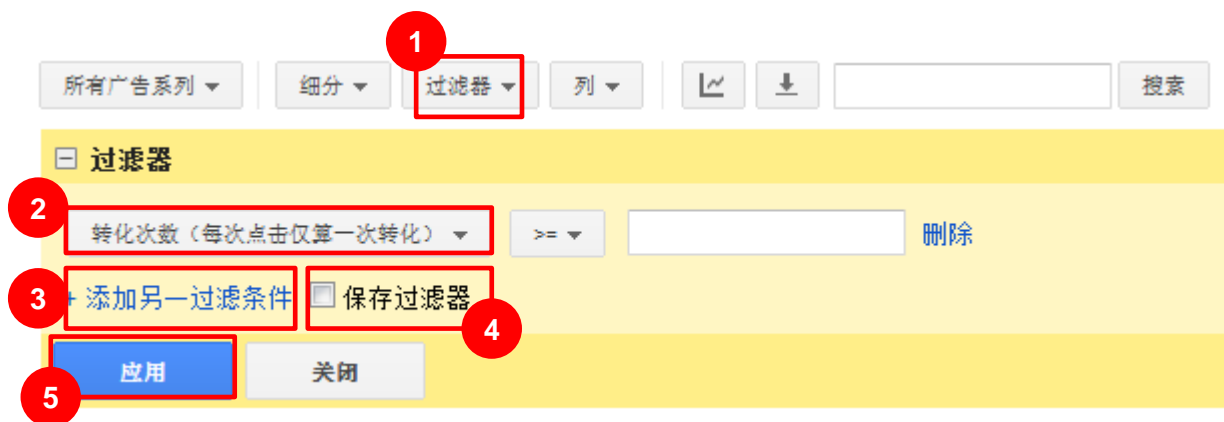 1
所有广告系列 细分 过滤器 列 搜索
过滤器
2
转化次数（每次点击仅算一次转化） >= 删除
3 + 添加另一过滤条件 保存过滤器
4
应用 关闭
5